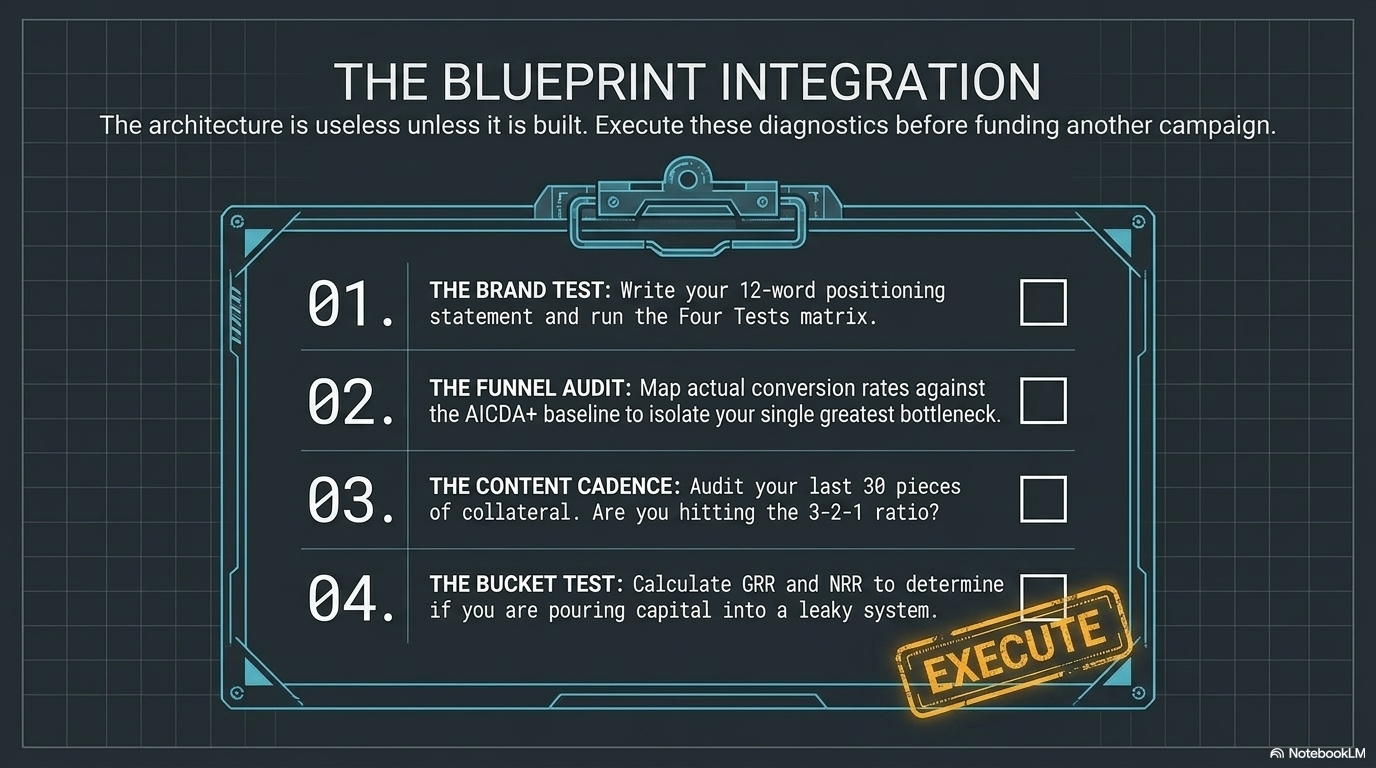 THE BLUEPRINT INTEGRATION
The architecture is useless unless it is built. Execute these diagnostics before funding another campaign.
01.
THE BRAND TEST: Write your 12-word positioning
statement and run the Four Tests matrix.
02.
THE FUNNEL AUDIT: Map actual conversion rates against
the AICDA+ baseline to isolate your single greatest bottleneck.
03.
THE CONTENT CADENCE: Audit your last 30 pieces
of collateral. Are you hitting the 3-2-1 ratio?
04.
THE BUCKET TEST: Calculate GRR and NRR to determine
if you are pouring capital into a leaky system.
EXECUTE
NotebookLM